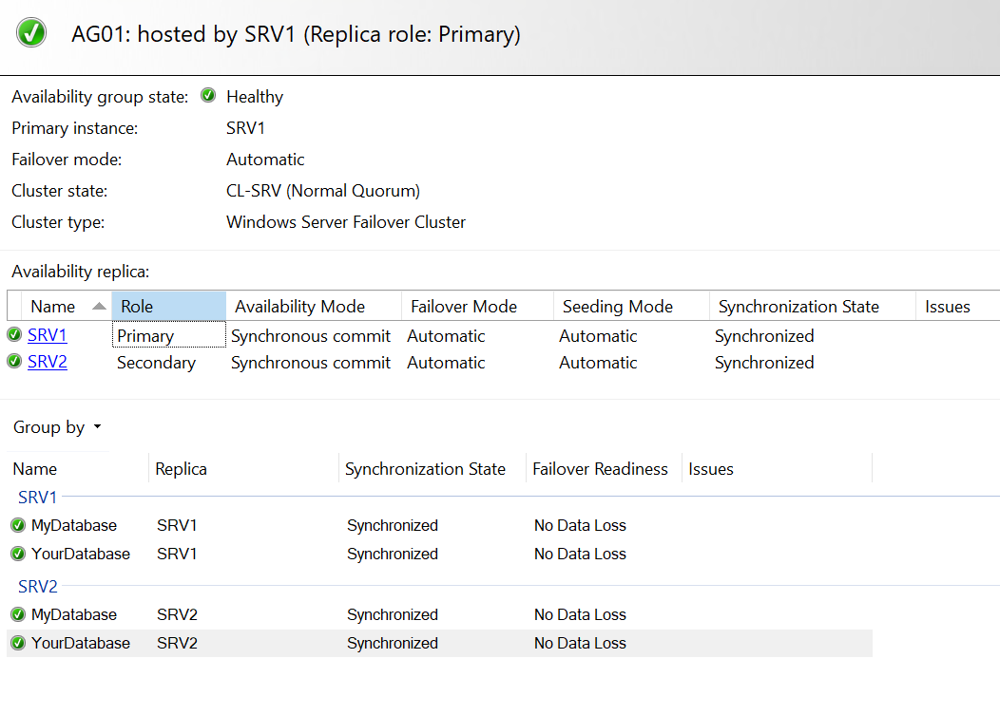 AG01: hosted by SRV1 (Replica role: Primary)
Availability group state: Healthy
Primary instance: SRV1
Failover mode: Automatic
Cluster state: CL-SRV (Normal Quorum)
Cluster type: Windows Server Failover Cluster
Availability replica:
Name Role Availability Mode Failover Mode Seeding Mode Synchronization State Issues
SRV1 Primary Synchronous commit Automatic Automatic Synchronized
SRV2 Secondary Synchronous commit Automatic Automatic Synchronized
Group by
Name Replica Synchronization State Failover Readiness Issues
SRV1
MyDatabase SRV1 Synchronized No Data Loss
YourDatabase SRV1 Synchronized No Data Loss
SRV2
MyDatabase SRV2 Synchronized No Data Loss
YourDatabase SRV2 Synchronized No Data Loss